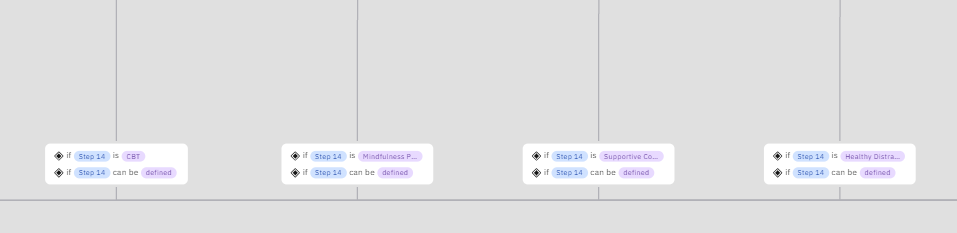 if Step 14 is CBT
if Step 14 can be defined
if Step 14 is Mindfulness P...
if Step 14 can be defined
if Step 14 is Supportive Co...
if Step 14 can be defined
if Step 14 is Healthy Distra...
if Step 14 can be defined